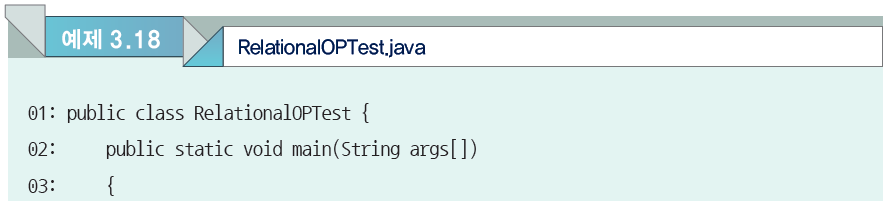 예제 3.18
RelationalOPTest.java
01: public class RelationalOPTest {
02:     public static void main(String args[])
03:     {